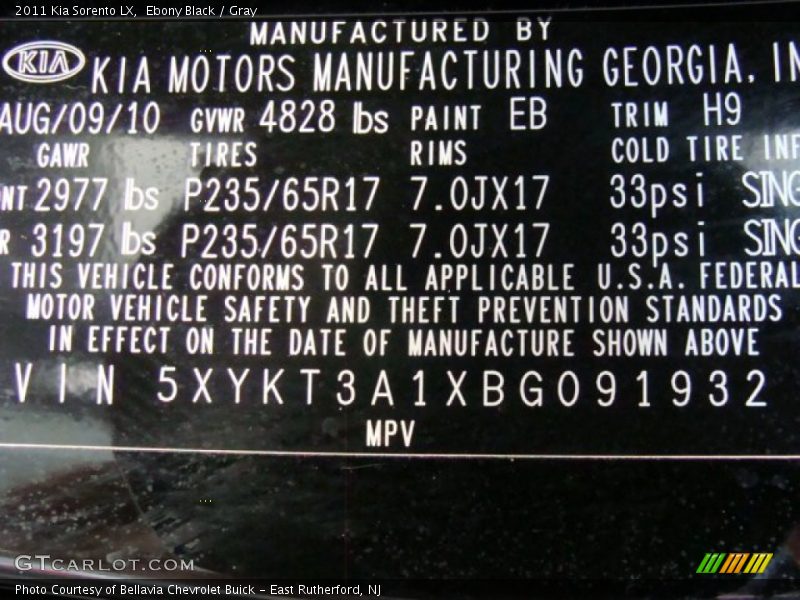 2011 Kia Sorento LX, Ebony Black / Gray
MANUFACTURED BY
KIA KIA MOTORS MANUFACTURING GEORGIA, IN
AUG/09/10 GVWR 4828 lbs PAINT EB TRIM H9
GAWR TIRES RIMS COLD TIRE INF
NT 2977 lbs P235/65R17 7.0JX17 33psi SING
R 3197 lbs P235/65R17 7.0JX17 33psi SING
THIS VEHICLE CONFORMS TO ALL APPLICABLE U.S.A. FEDERAL
MOTOR VEHICLE SAFETY AND THEFT PREVENTION STANDARDS
IN EFFECT ON THE DATE OF MANUFACTURE SHOWN ABOVE
VIN 5XYKT3A1XBG091932
MPV
GTCARLOT.COM
Photo Courtesy of Bellavia Chevrolet Buick - East Rutherford, NJ